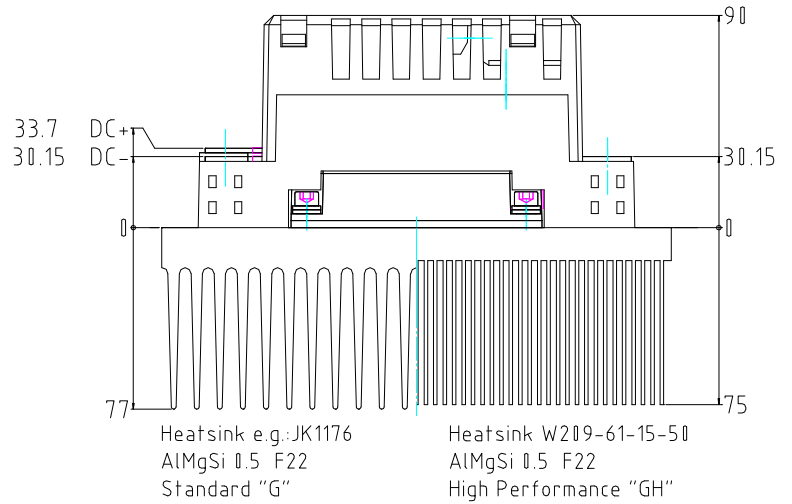 90
33.7 DC+
30.15 DC-
30.15
0
0
77
75
Heatsink e.g.:JK1176
AlMgSi 0.5 F22
Standard "G"
Heatsink W209-61-15-50
AlMgSi 0.5 F22
High Performance "GH"